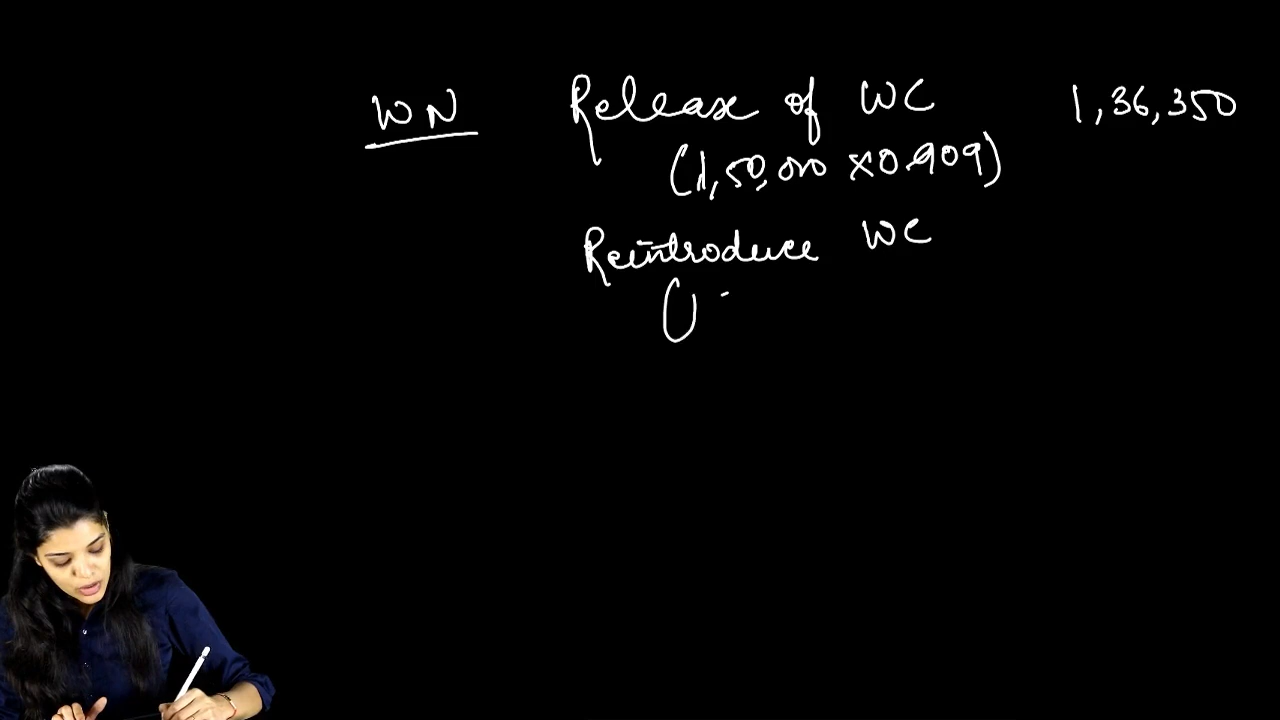 WN Release of WC 1,36,350
(1,50,000 x 0.909)
Reintroduce WC
(